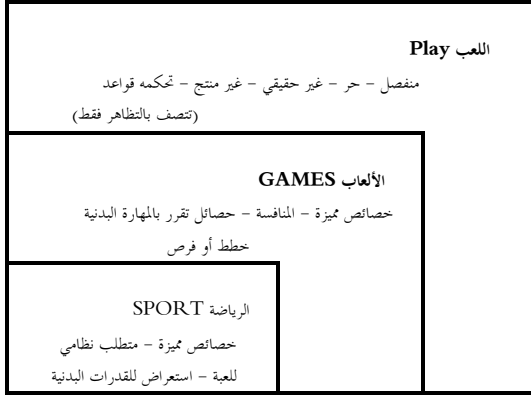 اللعب Play
منفصل – حر – غير حقيقي – غير منتج – تحكمه قواعد
(تتصف بالتظاهر فقط)
الألعاب GAMES
خصائص مميزة – المنافسة – حصائل تقرر بالمهارة البدنية
خطط أو فرص
الرياضة SPORT
خصائص مميزة – متطلب نظامي
للعبة – استعراض للقدرات البدنية